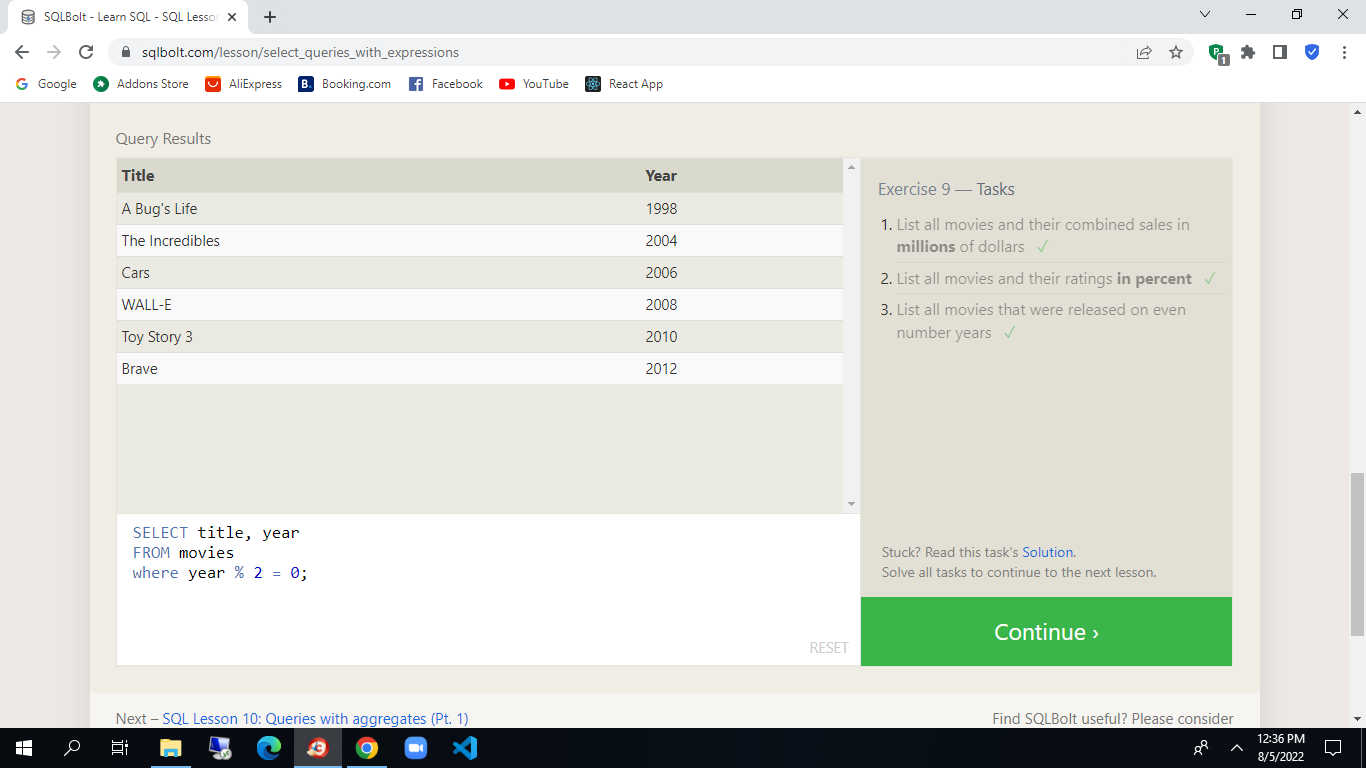 SQLBolt - Learn SQL - SQL Lesson
sqlbolt.com/lesson/select_queries_with_expressions
1
Google Addons Store AliExpress B. Booking.com Facebook YouTube React App
Query Results
Title Year
A Bug's Life 1998
The Incredibles 2004
Cars 2006
WALL-E 2008
Toy Story 3 2010
Brave 2012
Exercise 9 — Tasks
1. List all movies and their combined sales in
millions of dollars ✓
2. List all movies and their ratings in percent ✓
3. List all movies that were released on even
number years ✓
SELECT title, year
FROM movies
where year % 2 = 0;
RESET
Stuck? Read this task's Solution.
Solve all tasks to continue to the next lesson.
Continue ›
Next – SQL Lesson 10: Queries with aggregates (Pt. 1)
Find SQLBolt useful? Please consider
12:36 PM
8/5/2022